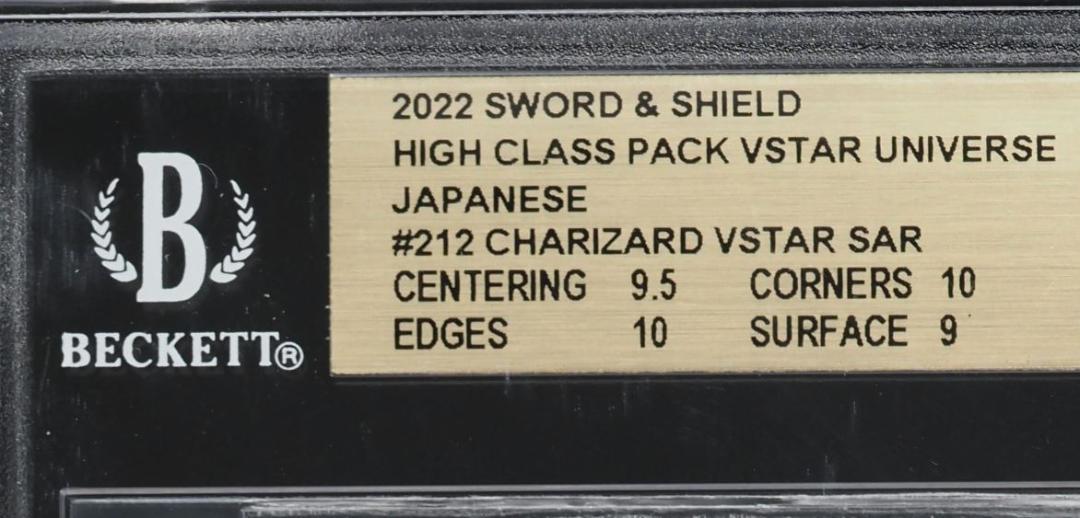 B
BECKETT®
2022 SWORD & SHIELD
HIGH CLASS PACK VSTAR UNIVERSE
JAPANESE
#212 CHARIZARD VSTAR SAR
CENTERING 9.5 CORNERS 10
EDGES 10 SURFACE 9